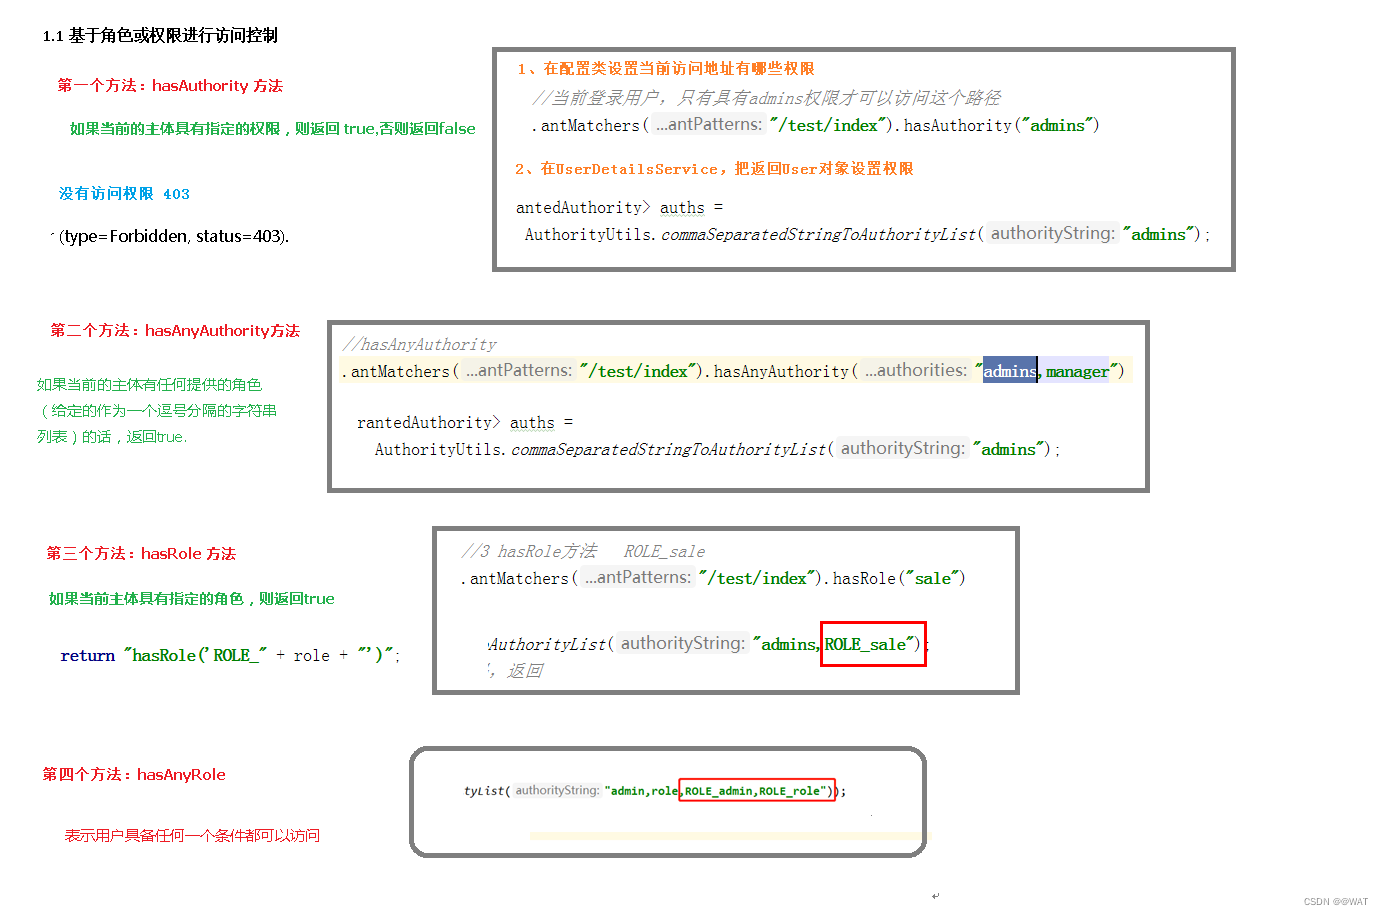 1.1 基于角色或权限进行访问控制
第一个方法：hasAuthority 方法
如果当前的主体具有指定的权限，则返回 true,否则返回false
没有访问权限 403
(type=Forbidden, status=403).
1、在配置类设置当前访问地址有哪些权限
//当前登录用户，只有具有admins权限才可以访问这个路径
.antMatchers( ...antPatterns: "/test/index").hasAuthority("admins")
2、在UserDetailsService，把返回User对象设置权限
antedAuthority> auths =
AuthorityUtils.commaSeparatedStringToAuthorityList( authorityString: "admins");
第二个方法：hasAnyAuthority方法
如果当前的主体有任何提供的角色
（给定的作为一个逗号分隔的字符串
列表）的话，返回true.
//hasAnyAuthority
.antMatchers( ...antPatterns: "/test/index").hasAnyAuthority( ...authorities: "admins,manager")
rantedAuthority> auths =
AuthorityUtils.commaSeparatedStringToAuthorityList( authorityString: "admins");
第三个方法：hasRole 方法
如果当前主体具有指定的角色，则返回true
return "hasRole('ROLE_" + role + "')";
//3 hasRole方法 ROLE_sale
.antMatchers( ...antPatterns: "/test/index").hasRole("sale")
AuthorityList( authorityString: "admins,ROLE_sale");
，返回
第四个方法：hasAnyRole
表示用户具备任何一个条件都可以访问
tyList( authorityString: "admin,role,ROLE_admin,ROLE_role"));
CSDN @@WAT